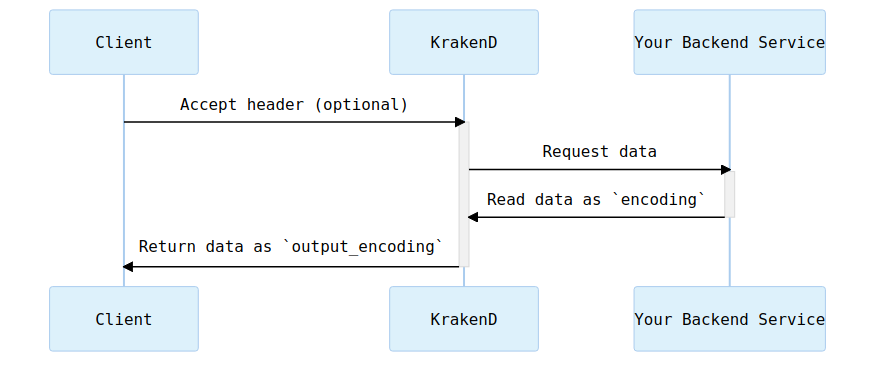 Client
KrakenD
Your Backend Service
Accept header (optional)
Request data
Read data as `encoding`
Return data as `output_encoding`
Client
KrakenD
Your Backend Service